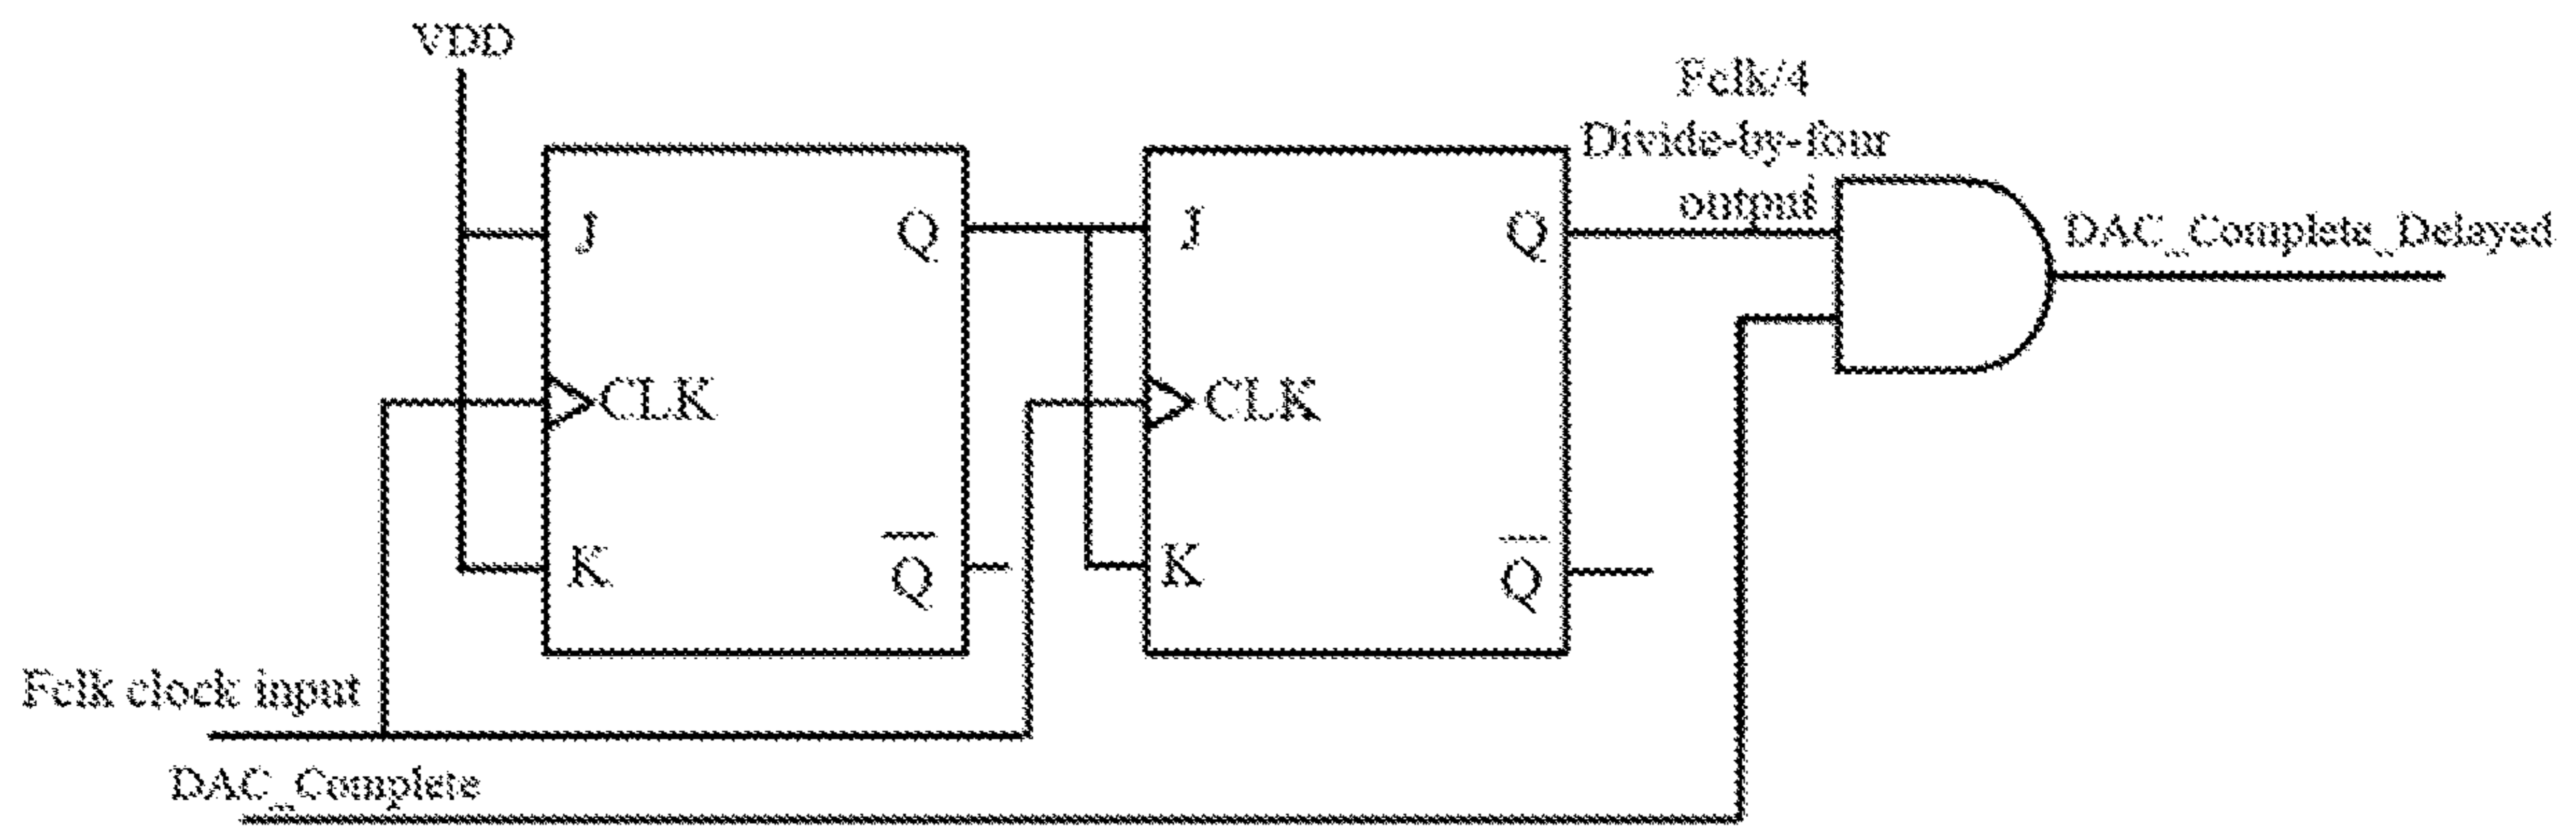 VDD
Fclk/4
Divide-by-four
output
J
Q
J
Q
DAC_Complete_Delayed
CLK
CLK
K
Q
K
Q
Fclk clock input
DAC_Complete